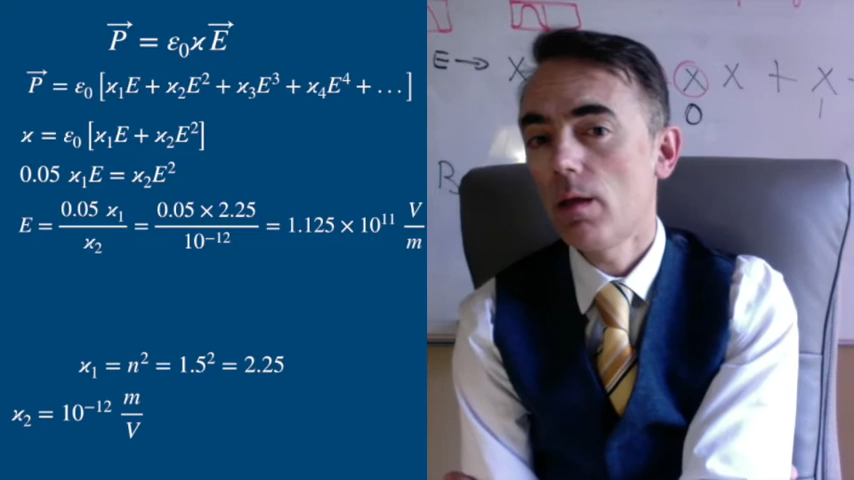 P⃗ = ε₀ϰE⃗
P⃗ = ε₀ [ϰ₁E + ϰ₂E² + ϰ₃E³ + ϰ₄E⁴ + …]
ϰ = ε₀ [ϰ₁E + ϰ₂E²]
0.05 ϰ₁E = ϰ₂E²
E = 0.05 ϰ₁ / ϰ₂ = 0.05 × 2.25 / 10⁻¹² = 1.125 × 10¹¹ V/m
ϰ₁ = n² = 1.5² = 2.25
ϰ₂ = 10⁻¹² m/V
E → X X X + X
0 1
B